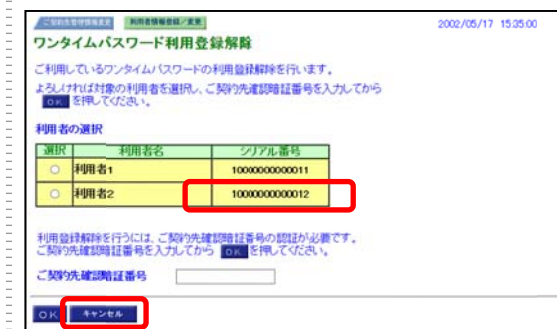 ご契約先管理情報変更 利用者情報登録/変更 2002/05/17 15:35:00
ワンタイムパスワード利用登録解除
ご利用しているワンタイムパスワードの利用登録解除を行います。
よろしければ対象の利用者を選択し、ご契約先確認暗証番号を入力してから
OK を押してください。
利用者の選択
選択 利用者名 シリアル番号
利用者1 10000000000011
利用者2 10000000000012
利用登録解除を行うには、ご契約先確認暗証番号の認証が必要です。
ご契約先確認暗証番号を入力してから OK を押してください。
ご契約先確認暗証番号
OK キャンセル